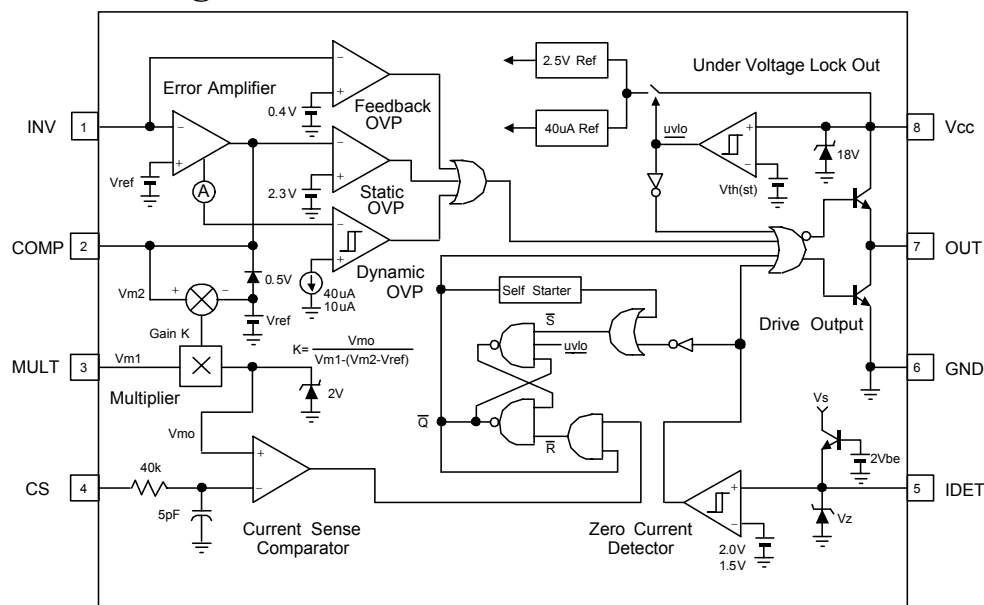 INV
1
Error Amplifier
Vref
A
0.4V
Feedback
OVP
2.3V
Static
OVP
Dynamic
OVP
40uA
10uA
2.5V Ref
40uA Ref
Under Voltage Lock Out
uvlo
Vth(st)
18V
8
Vcc
COMP
2
Vm2
+
−
0.5V
Vref
Gain K
7
OUT
Drive Output
Self Starter
S
uvlo
Q
R
MULT
3
Vm1
Multiplier
K= Vmo
Vm1-(Vm2-Vref)
2V
Vmo
6
GND
Vs
2Vbe
CS
4
40k
5pF
Current Sense
Comparator
Zero Current
Detector
2.0V
1.5V
Vz
5
IDET